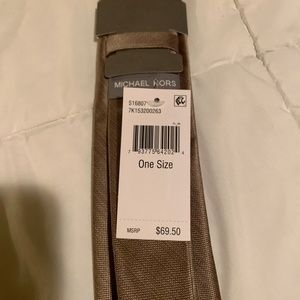 MICHAEL KORS
516807
7K153200263
One Size
MSRP $69.50